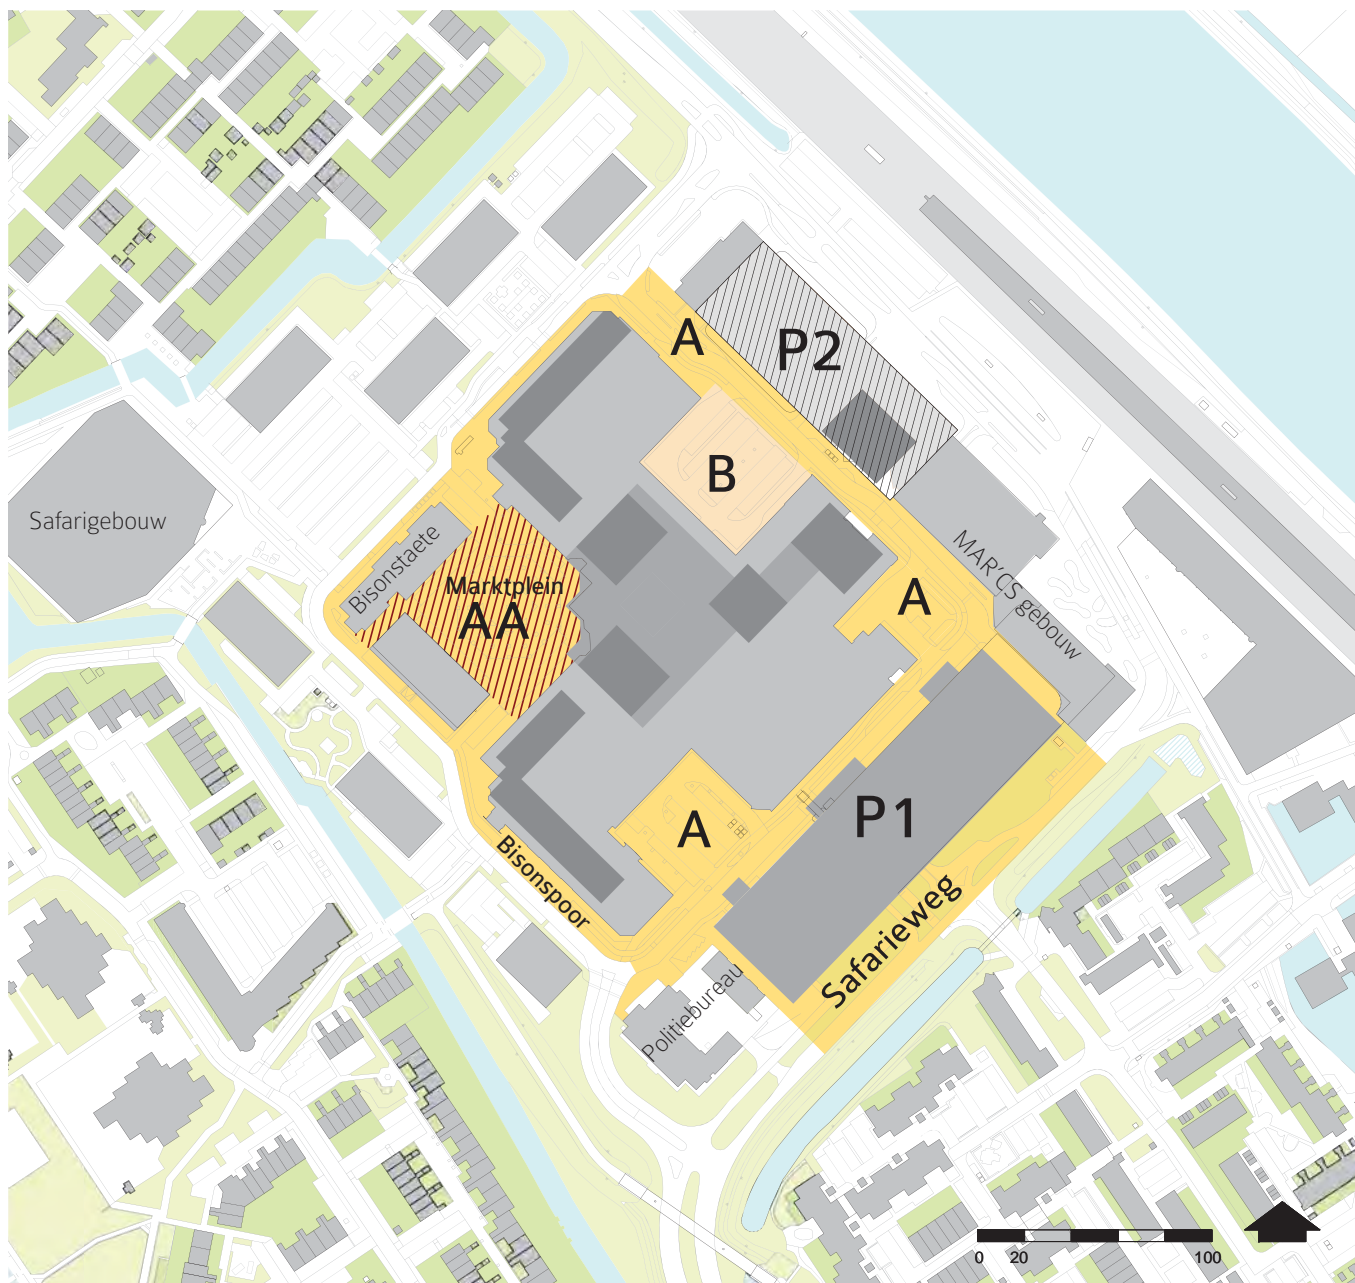 A
P2
B
Safarigebouw
Bisonstaete
Marktplein
AA
A
MAR'CS gebouw
A
P1
Bisonspoor
Safarieweg
Politiebureau
0 20 100